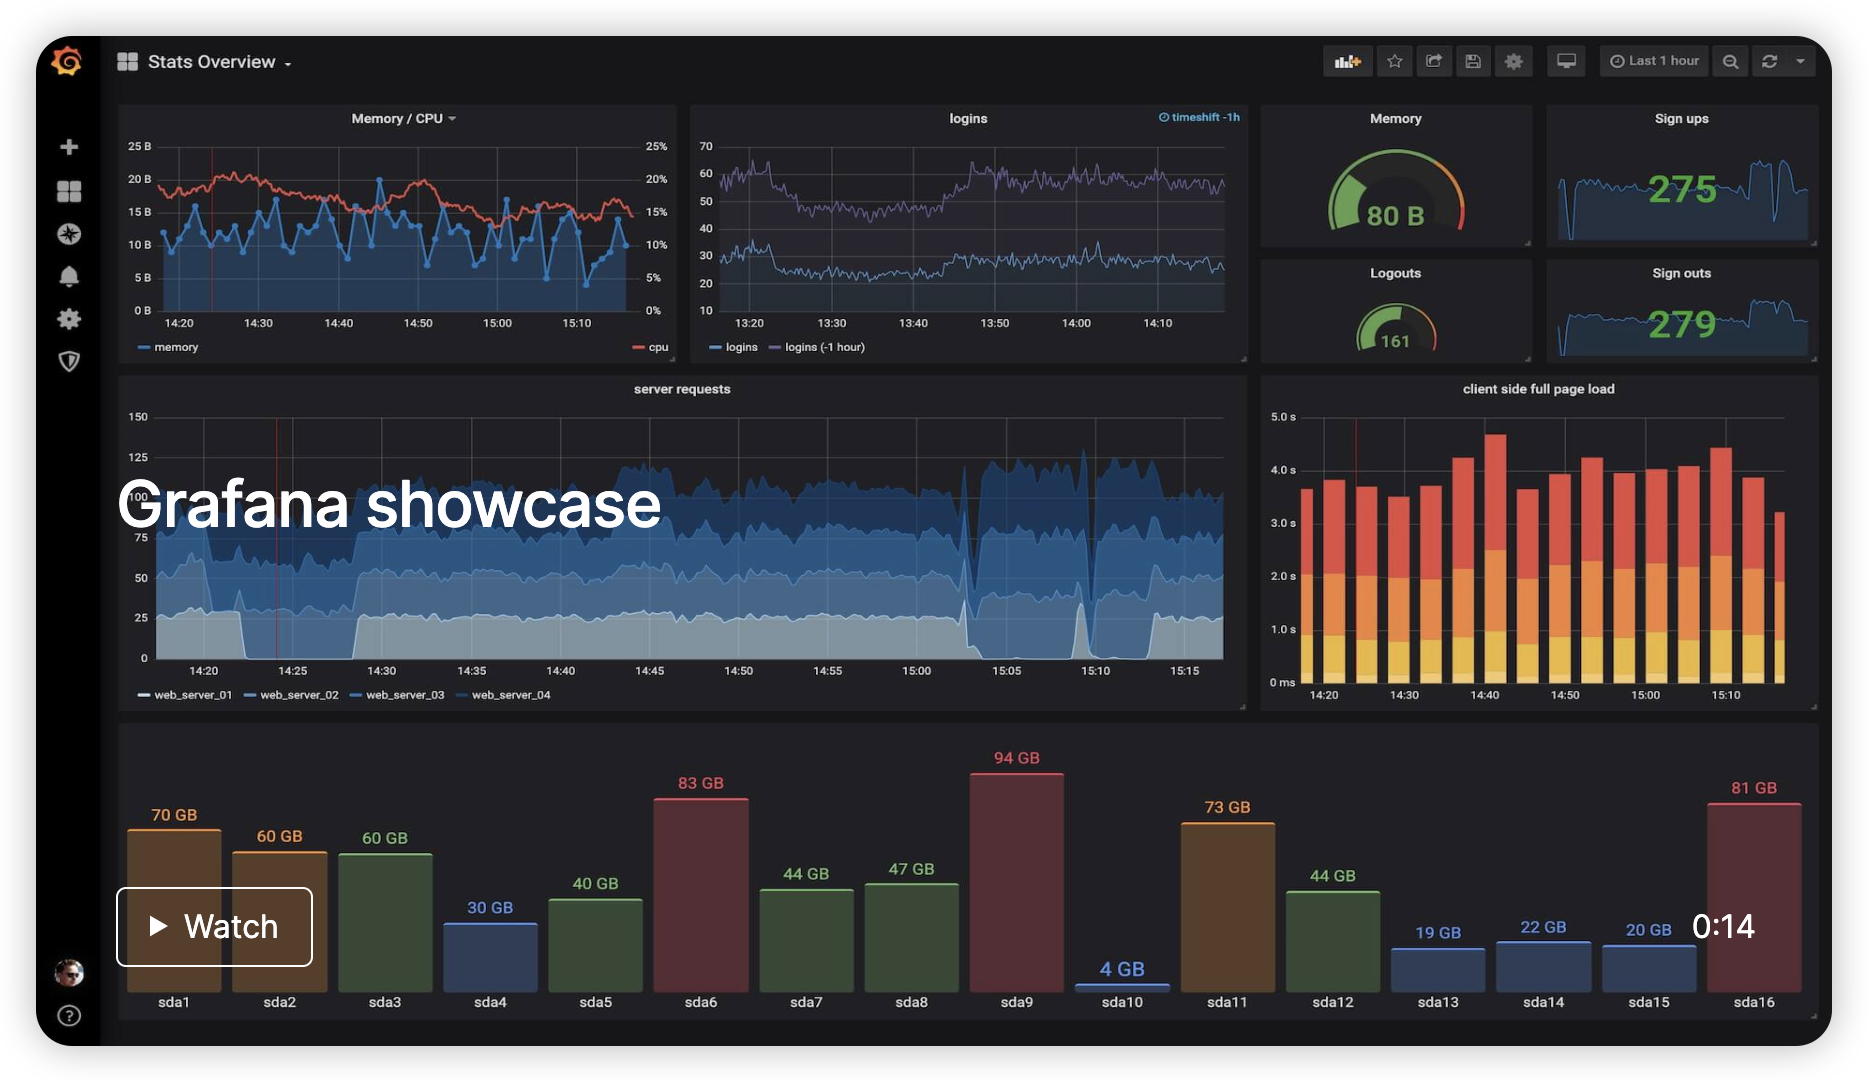 Stats Overview
Last 1 hour
Memory / CPU
25 B
20 B
15 B
10 B
5 B
0 B
25%
20%
15%
10%
5%
0%
14:20 14:30 14:40 14:50 15:00 15:10
memory
cpu
logins
timeshift -1h
70
60
50
40
30
20
10
13:20 13:30 13:40 13:50 14:00 14:10
logins logins (-1 hour)
Memory
80 B
Sign ups
275
Logouts
161
Sign outs
279
server requests
150
125
100
75
50
25
0
14:20 14:25 14:30 14:35 14:40 14:45 14:50 14:55 15:00 15:05 15:10 15:15
web_server_01 web_server_02 web_server_03 web_server_04
Grafana showcase
client side full page load
5.0 s
4.0 s
3.0 s
2.0 s
1.0 s
0 ms
14:20 14:30 14:40 14:50 15:00 15:10
70 GB 60 GB 60 GB 30 GB 40 GB 83 GB 44 GB 47 GB 94 GB 4 GB 73 GB 44 GB 19 GB 22 GB 20 GB 81 GB
Watch
0:14
sda1 sda2 sda3 sda4 sda5 sda6 sda7 sda8 sda9 sda10 sda11 sda12 sda13 sda14 sda15 sda16
?